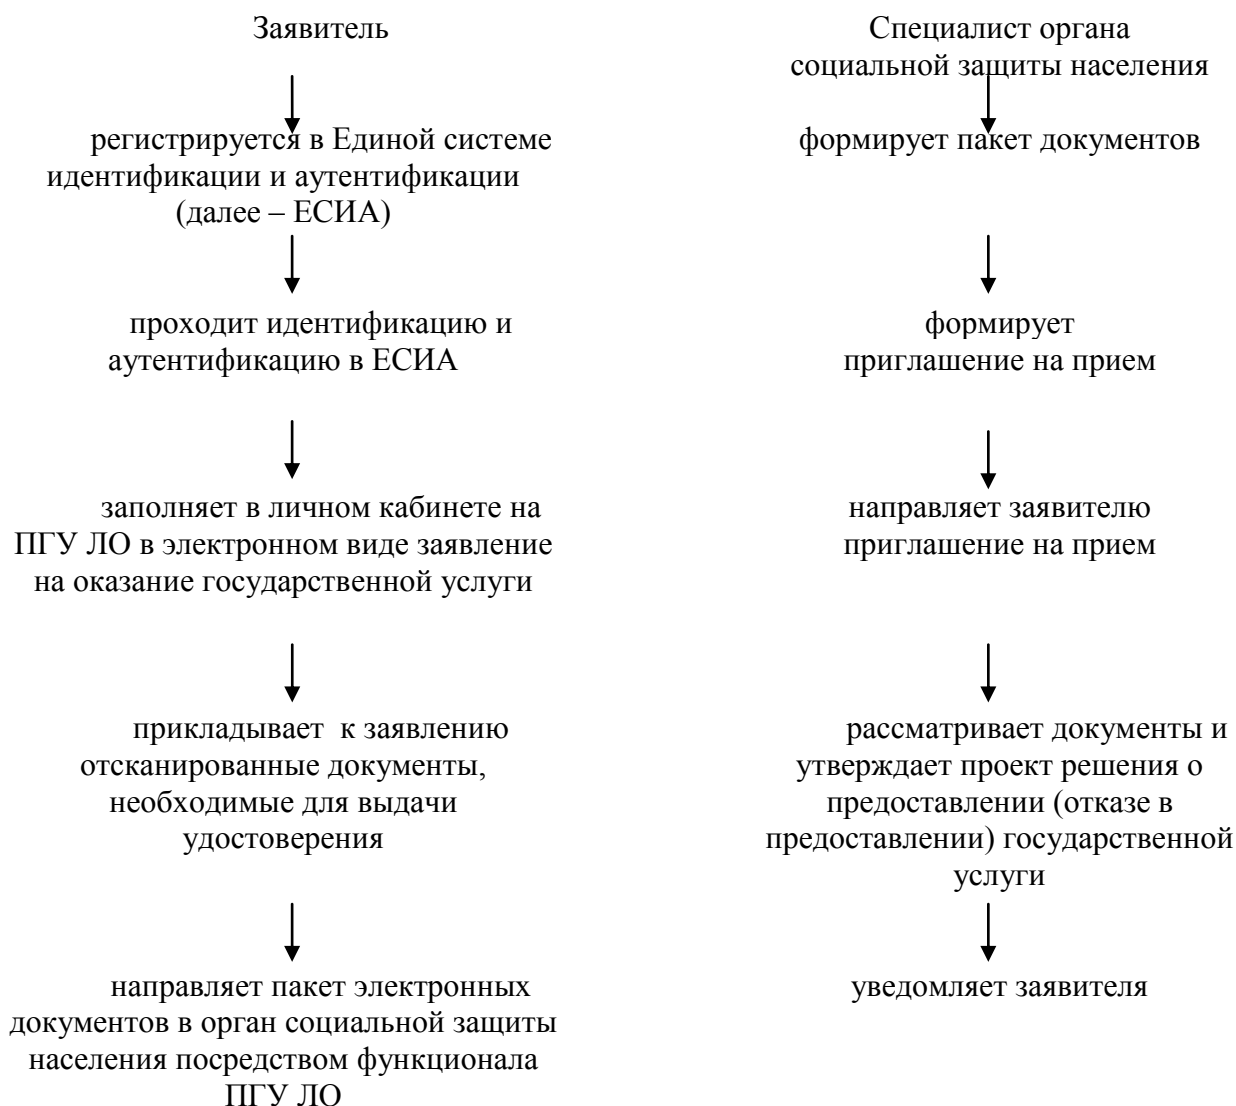 Заявитель
регистрируется в Единой системе
идентификации и аутентификации
(далее – ЕСИА)
проходит идентификацию и
аутентификацию в ЕСИА
заполняет в личном кабинете на
ПГУ ЛО в электронном виде заявление
на оказание государственной услуги
прикладывает к заявлению
отсканированные документы,
необходимые для выдачи
удостоверения
направляет пакет электронных
документов в орган социальной защиты
населения посредством функционала
ПГУ ЛО
Специалист органа
социальной защиты населения
формирует пакет документов
формирует
приглашение на прием
направляет заявителю
приглашение на прием
рассматривает документы и
утверждает проект решения о
предоставлении (отказе в
предоставлении) государственной
услуги
уведомляет заявителя